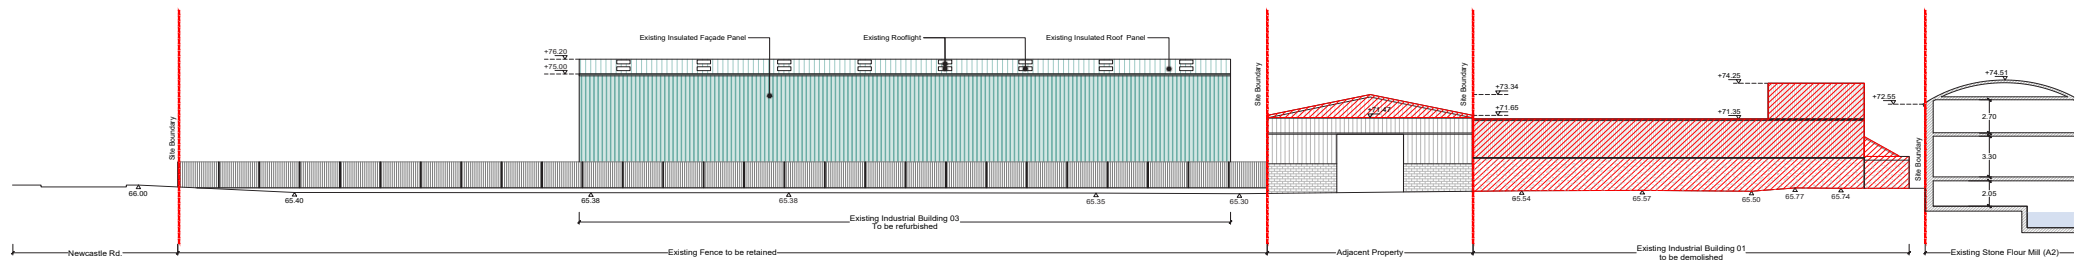 Existing Insulated Façade Panel
Existing Rooflight
Existing Insulated Roof Panel
+76.20
+75.00
Site Boundary
Site Boundary
+71.47
Site Boundary
+73.34
+71.65
+74.25
+71.35
+72.55
+74.51
Site Boundary
2.70
3.30
2.05
66.00
65.40
65.38
65.38
65.35
65.30
65.54
65.57
65.50
65.77
65.74
Existing Industrial Building 03
To be refurbished
Newcastle Rd.
Existing Fence to be retained
Adjacent Property
Existing Industrial Building 01
to be demolished
Existing Stone Flour Mill (A2)